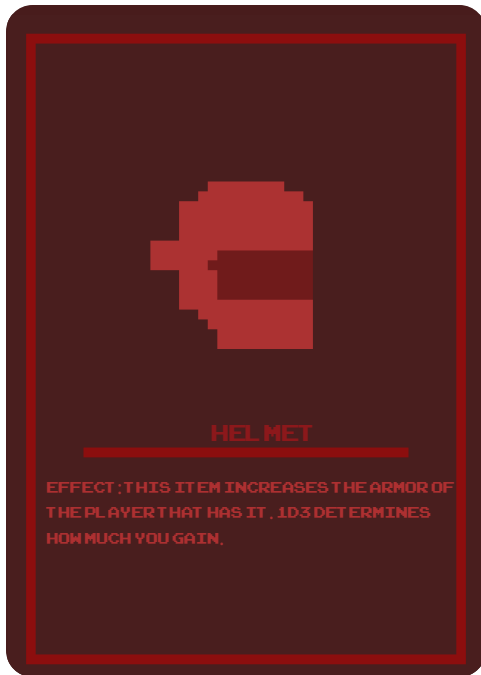 HELMET
EFFECT:THIS ITEM INCREASES THE ARMOR OF
THE PLAYER THAT HAS IT. 1D3 DETERMINES
HOW MUCH YOU GAIN.